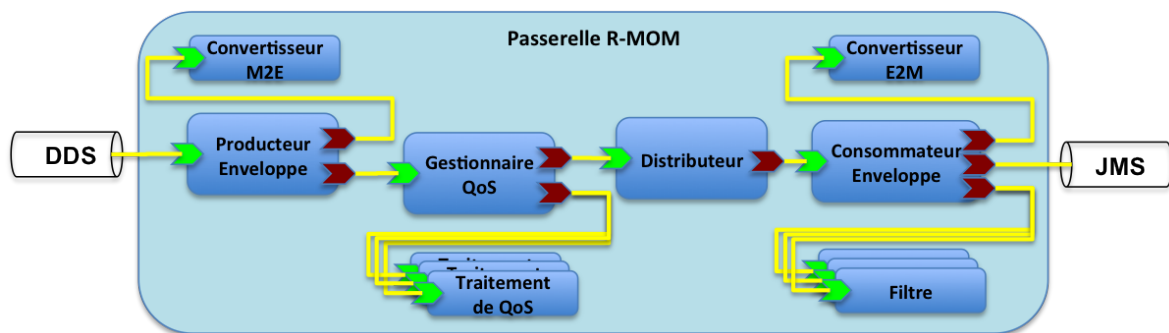 Passerelle R-MOM
Convertisseur
M2E
Convertisseur
E2M
DDS
Producteur
Enveloppe
Gestionnaire
QoS
Distributeur
Consommateur
Enveloppe
JMS
Traitement
de QoS
Filtre